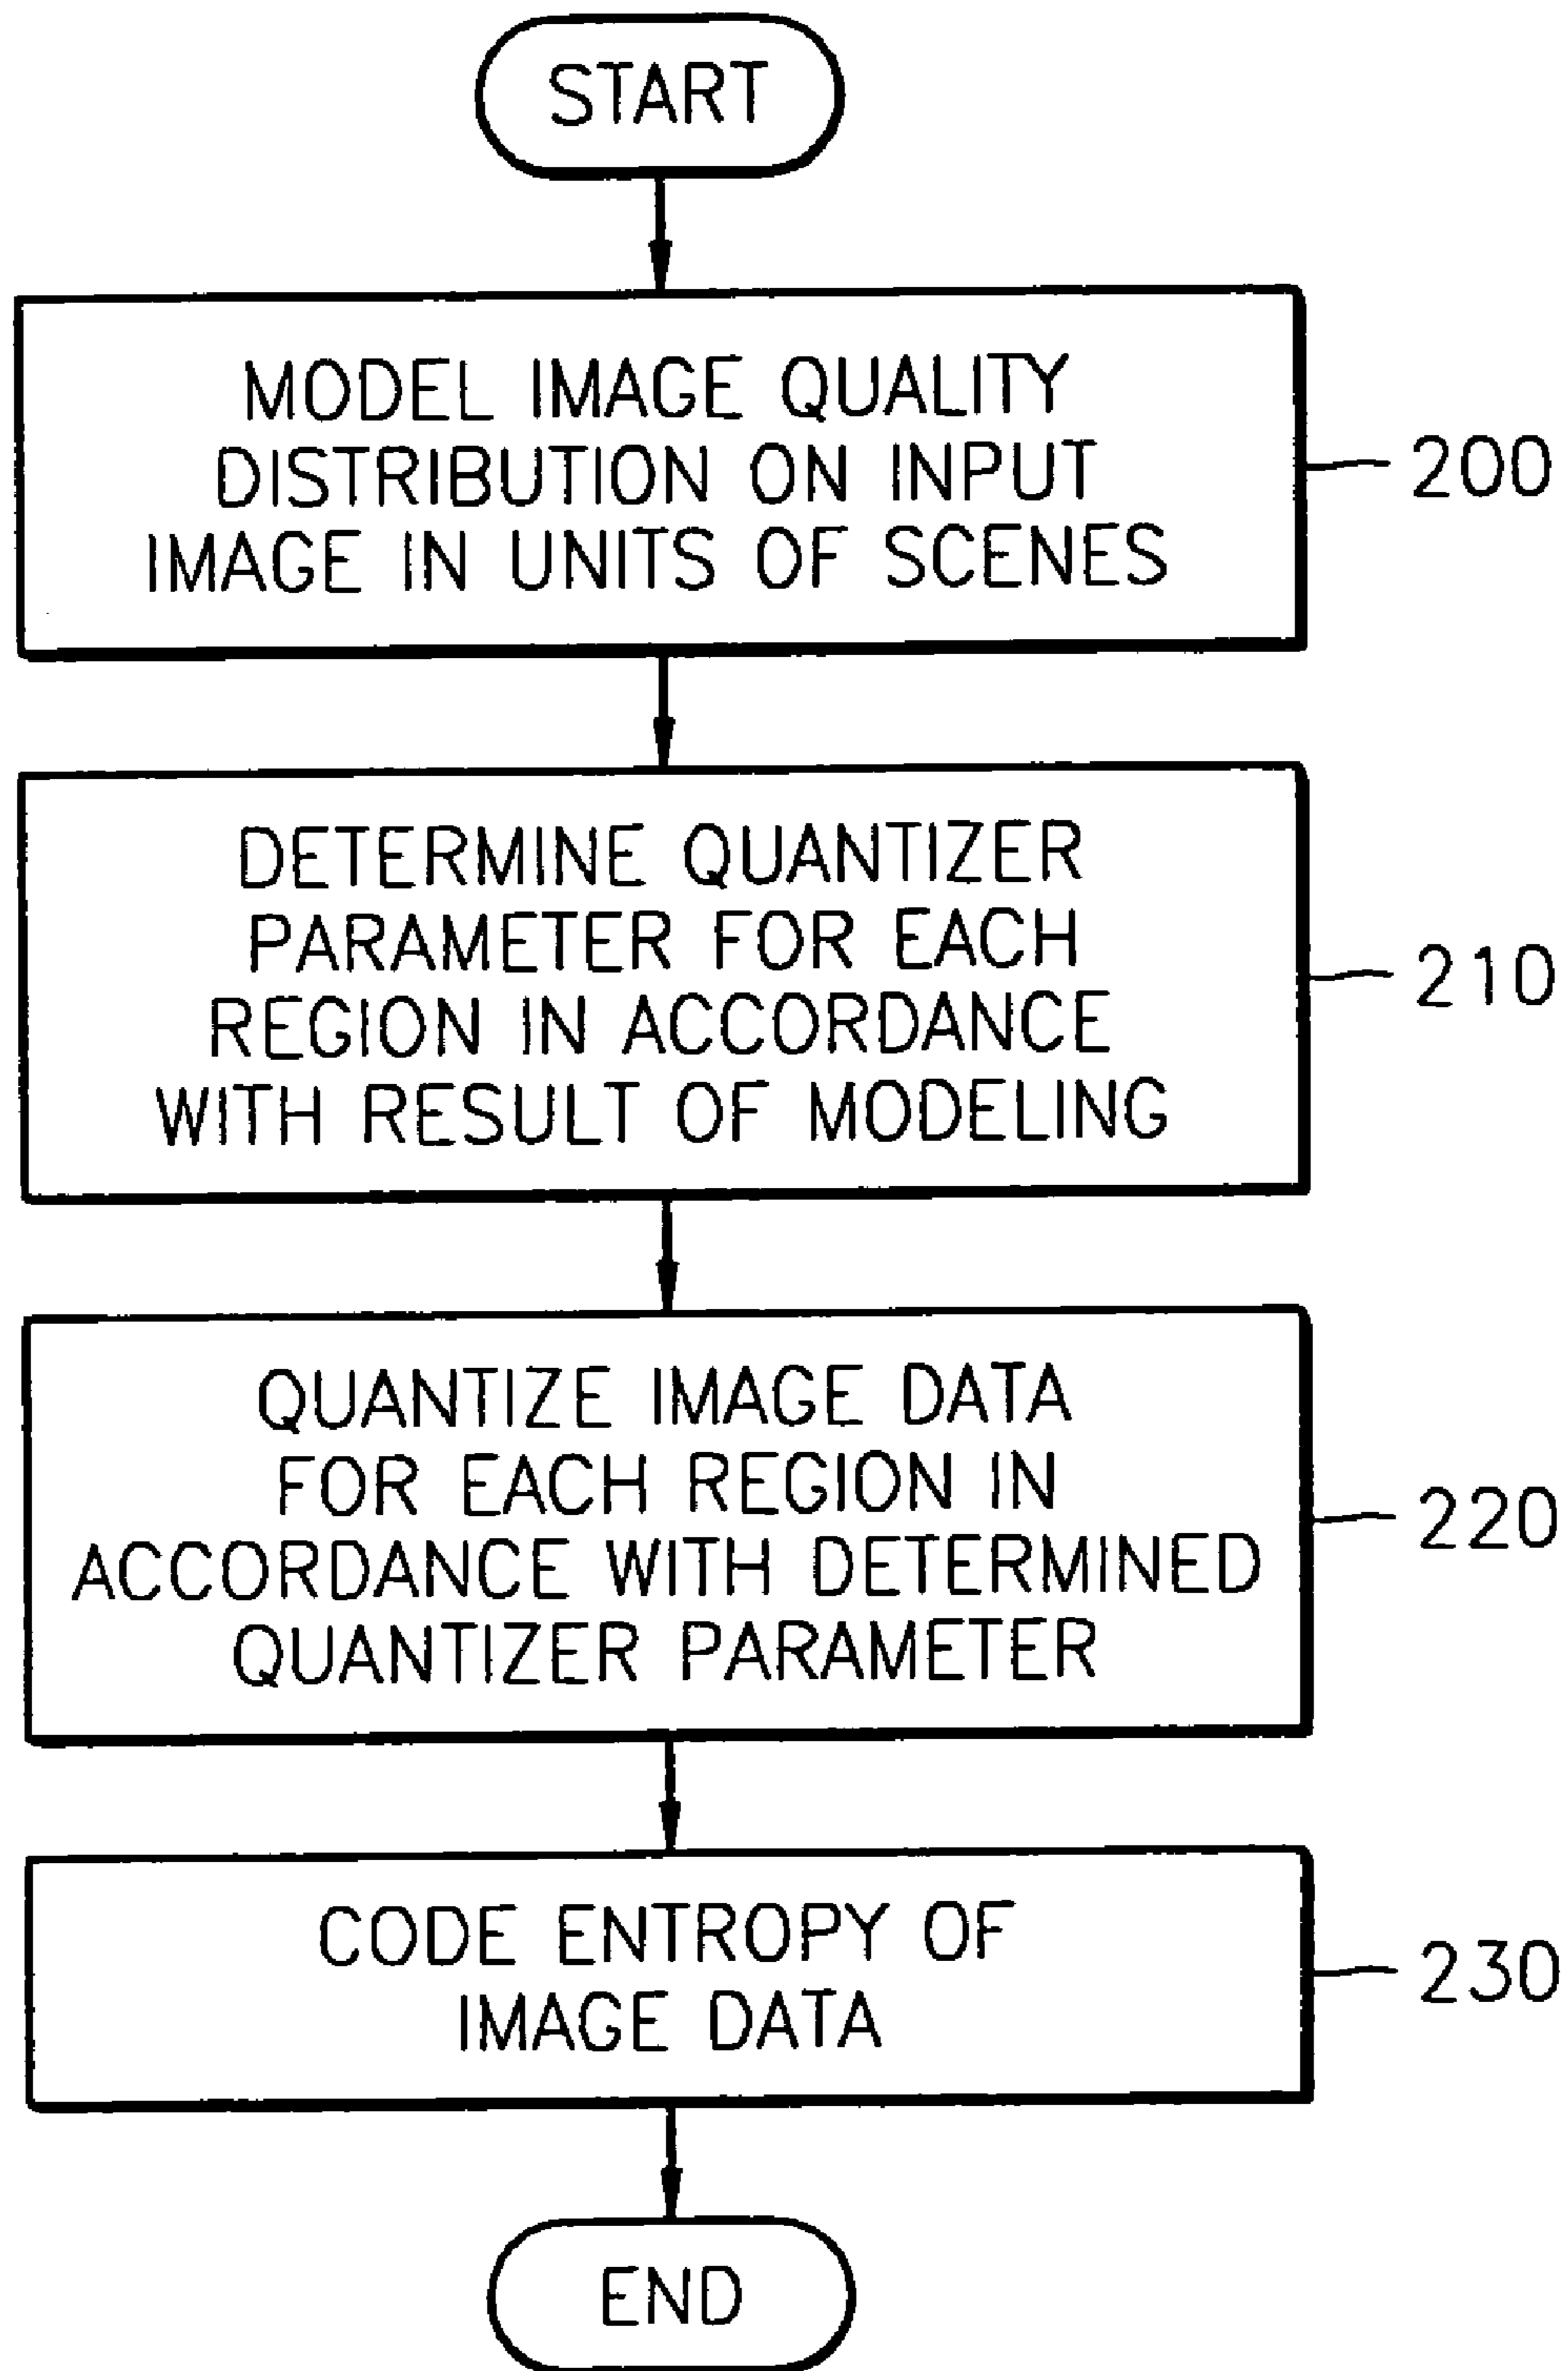 START
MODEL IMAGE QUALITY
DISTRIBUTION ON INPUT
IMAGE IN UNITS OF SCENES
200
DETERMINE QUANTIZER
PARAMETER FOR EACH
REGION IN ACCORDANCE
WITH RESULT OF MODELING
210
QUANTIZE IMAGE DATA
FOR EACH REGION IN
ACCORDANCE WITH DETERMINED
QUANTIZER PARAMETER
220
CODE ENTROPY OF
IMAGE DATA
230
END